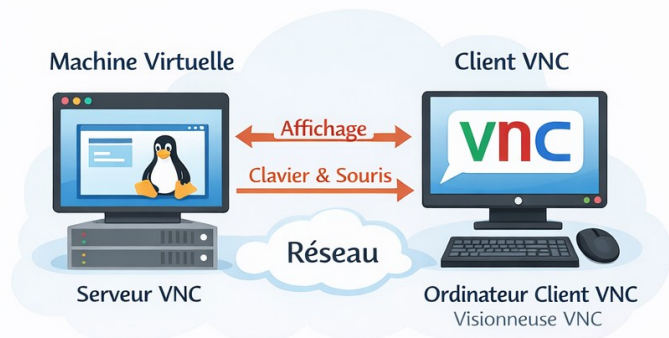 Machine Virtuelle
Client VNC
Affichage
vnc
Clavier & Souris
Réseau
Serveur VNC
Ordinateur Client VNC
Visionneuse VNC